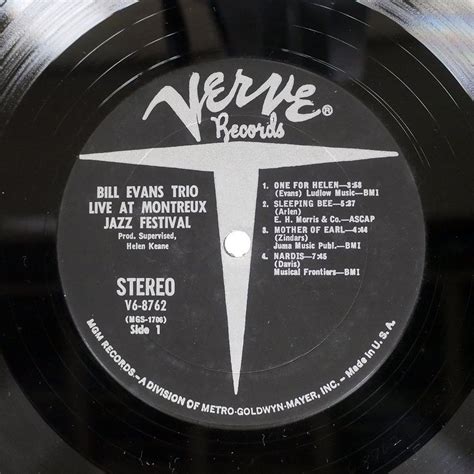 VERVE®
Records
BILL EVANS TRIO
LIVE AT MONTREUX
JAZZ FESTIVAL
Prod. Supervised,
Helen Keane
STEREO
V6-8762
(MGS-1706)
Side 1
1. ONE FOR HELEN—3:58
(Evans) Ludlow Music—BMI
2. SLEEPING BEE—5:27
(Arlen)
E. H. Morris & Co.—ASCAP
3. MOTHER OF EARL—4:44
(Zindars)
Juma Music Publ.—BMI
4. NARDIS—7:45
(Davis)
Musical Frontiers—BMI
MGM RECORDS—A DIVISION OF METRO-GOLDWYN-MAYER, INC.—Made in U. S. A.